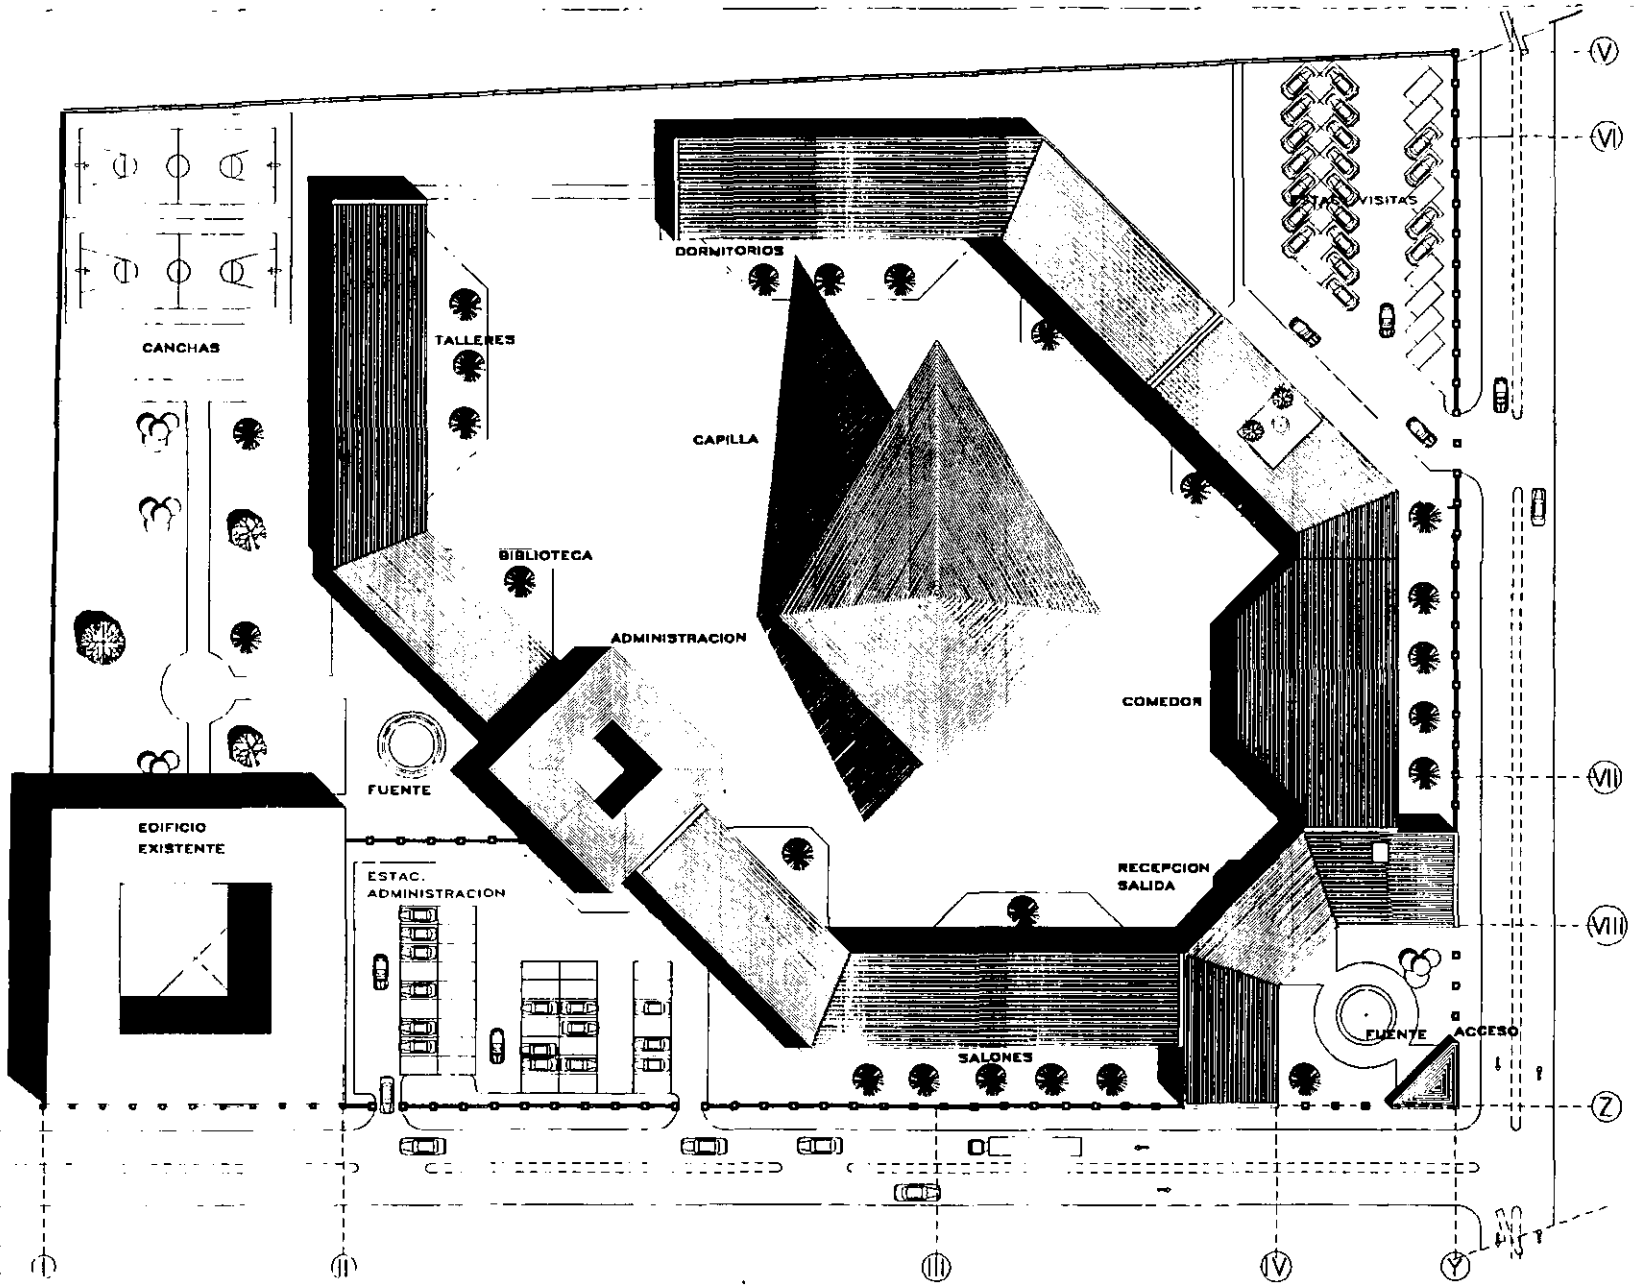 V
VI
ESTAC. VISITAS
DORMITORIOS
TALLERES
CANCHAS
CAPILLA
BIBLIOTECA
ADMINISTRACION
COMEDOR
VII
FUENTE
EDIFICIO
EXISTENTE
ESTAC.
ADMINISTRACIÓN
RECEPCION
SALIDA
VIII
FUENTE
ACCESO
SALONES
Z
I
II
III
IV
Y